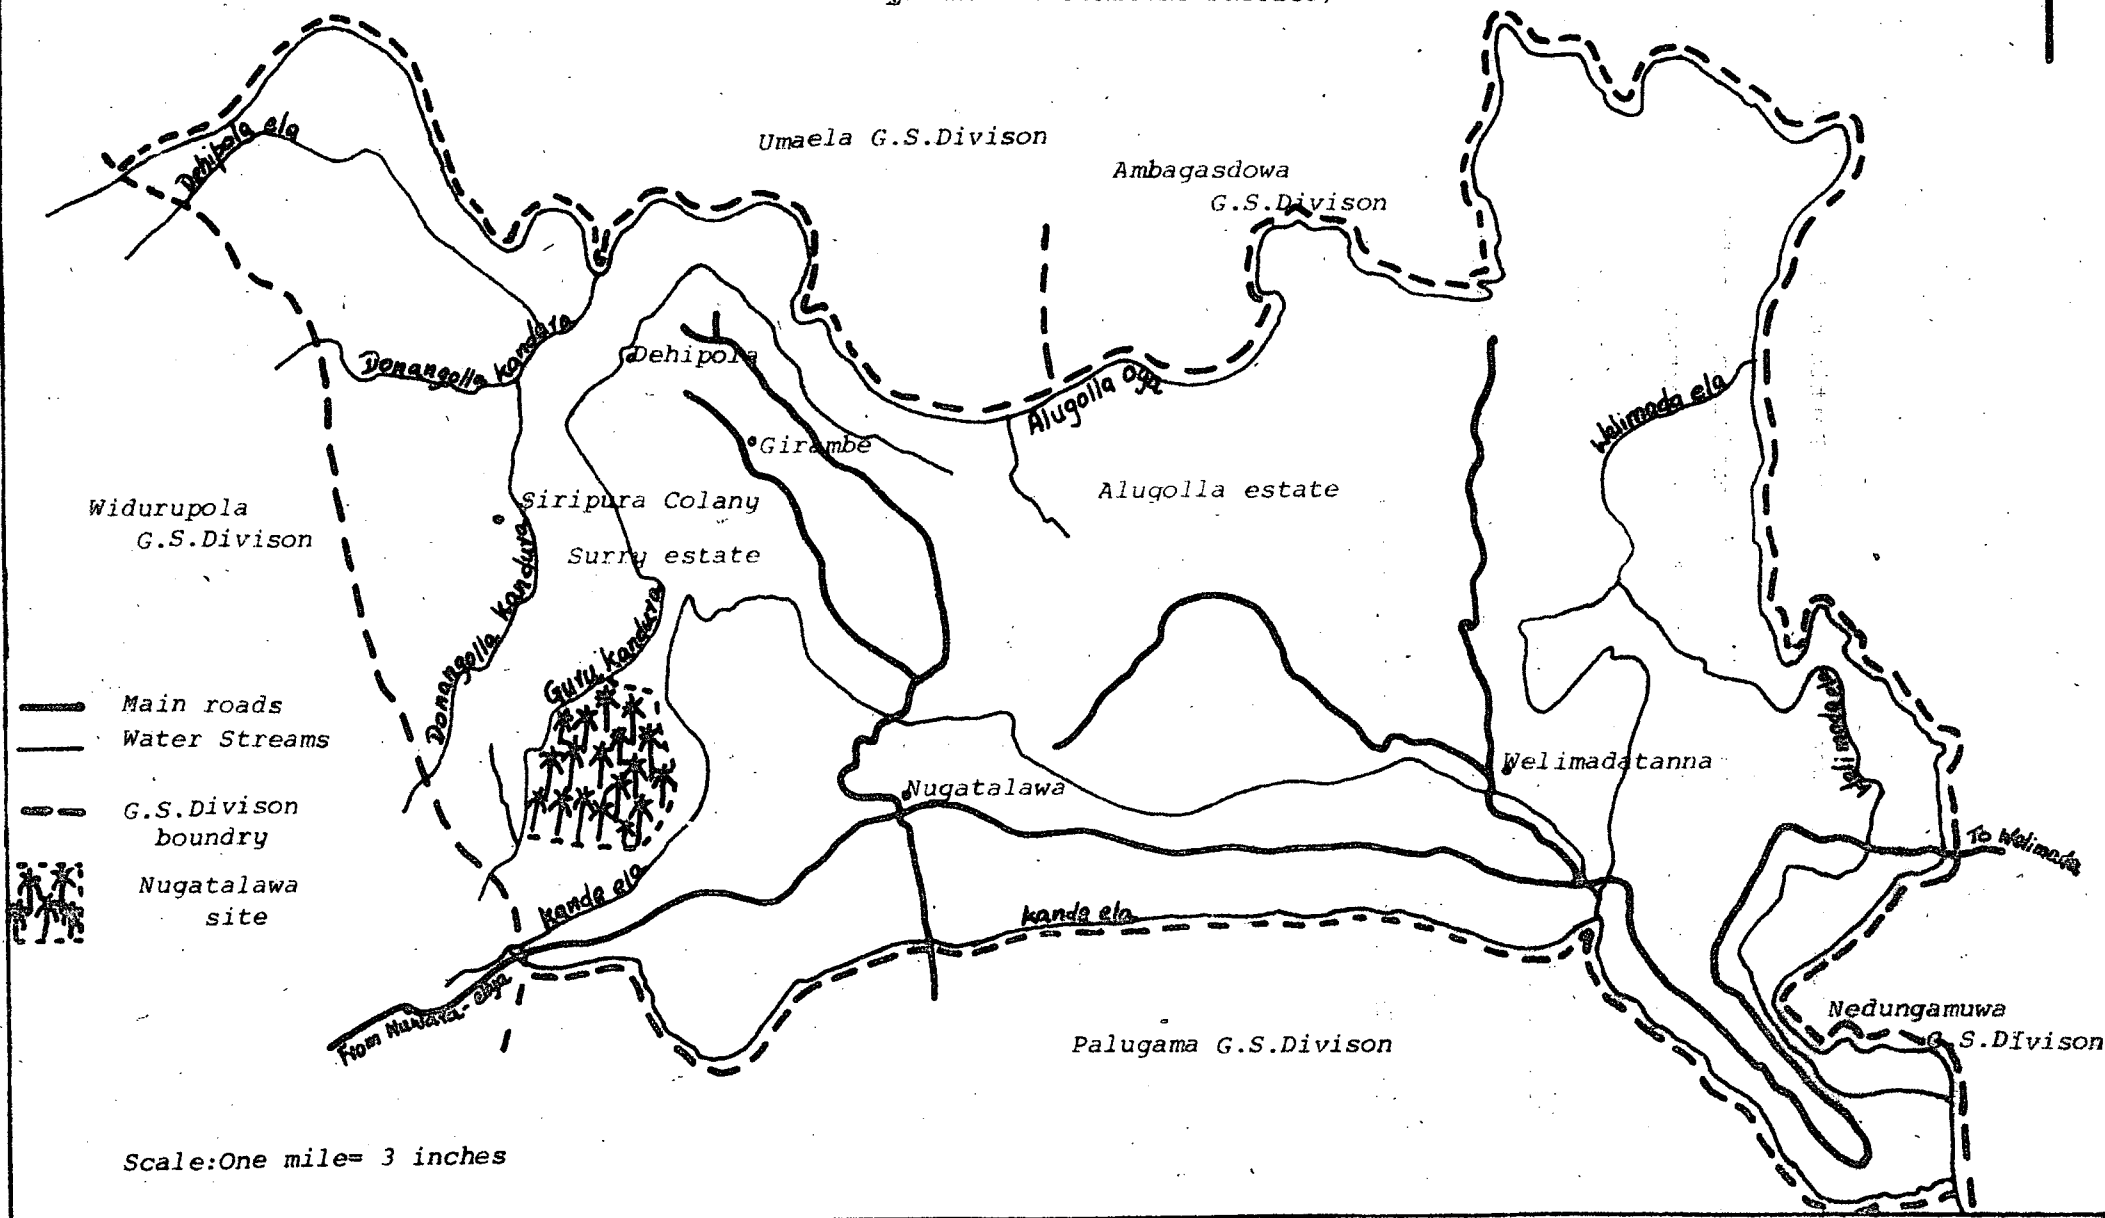 Umaela G.S.Divison
Ambagasdowa
G.S.Divison
Dehipola ela
Donangolla kandura
Dehipola
Alugolla oya
Welimada ela
Girambe
Widurupola
G.S.Divison
Siripura Colany
Alugolla estate
Surry estate
Donangolla Kandura
Guru kandura
Main roads
Water Streams
G.S.Divison
boundry
Nugatalawa
site
Nugatalawa
Welimadatanna
Welimada ela
To Welimada
kande ela
kanda ela
From Nuwara-eliya
Palugama G.S.Divison
Nedungamuwa
G.S.Divison
Scale:One mile= 3 inches